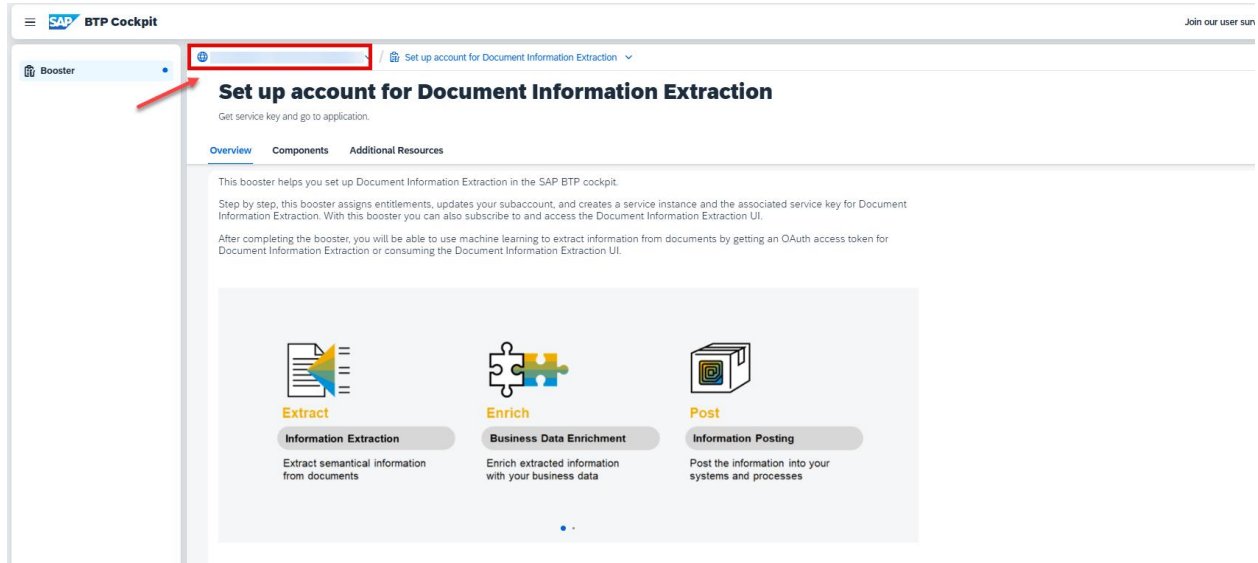 SAP BTP Cockpit
Join our user surv
Booster
/ Set up account for Document Information Extraction
Set up account for Document Information Extraction
Get service key and go to application.
Overview Components Additional Resources
This booster helps you set up Document Information Extraction in the SAP BTP cockpit.
Step by step, this booster assigns entitlements, updates your subaccount, and creates a service instance and the associated service key for Document
Information Extraction. With this booster you can also subscribe to and access the Document Information Extraction UI.
After completing the booster, you will be able to use machine learning to extract information from documents by getting an OAuth access token for
Document Information Extraction or consuming the Document Information Extraction UI.
Extract
Information Extraction
Extract semantical information
from documents
Enrich
Business Data Enrichment
Enrich extracted information
with your business data
Post
Information Posting
Post the information into your
systems and processes